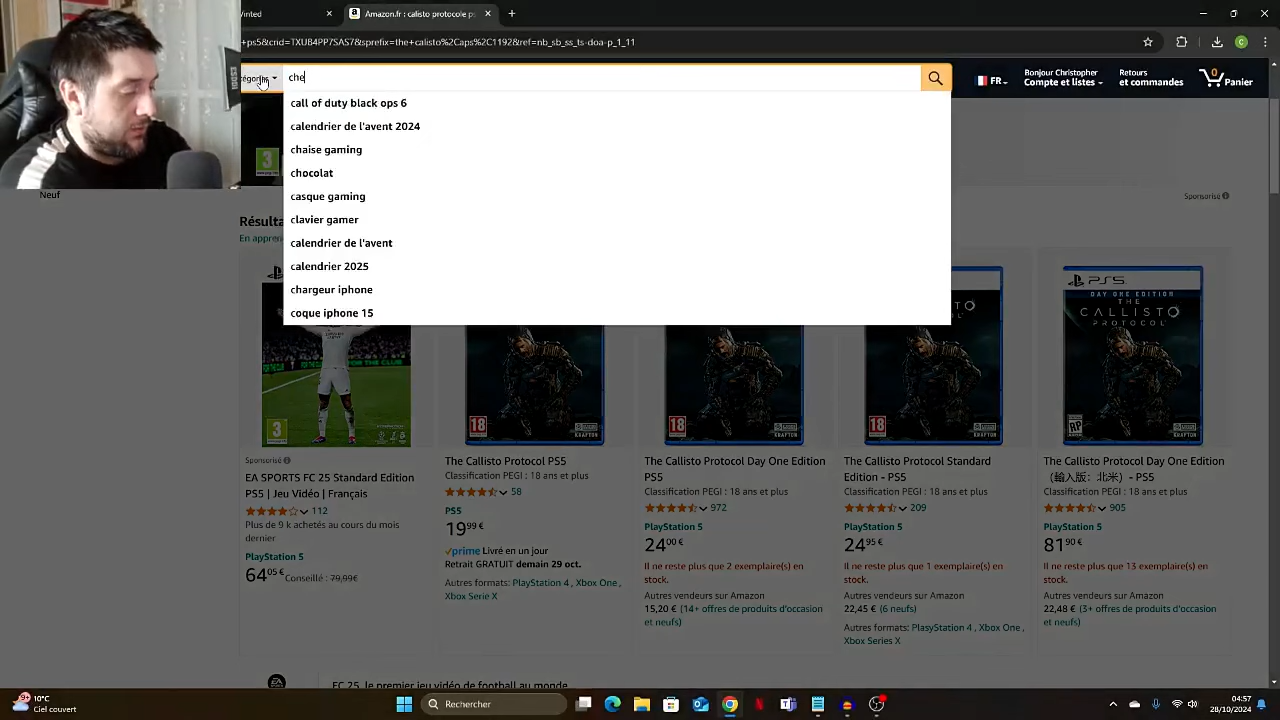 Vinted
Amazon.fr : calisto protocole ps
ps5&crid=TXUB4PP7SAS7&sprefix=the+calisto%2Caps%2C1192&ref=nb_sb_ss_ts-doa-p_1_11
tégories
che
FR
Bonjour Christopher
Compte et listes
Retours
et commandes
0
Panier
call of duty black ops 6
calendrier de l'avent 2024
chaise gaming
chocolat
casque gaming
clavier gamer
calendrier de l'avent
calendrier 2025
chargeur iphone
coque iphone 15
Neuf
Sponsorisé
Résulta
En apprend
PS5
DAY ONE EDITION
THE
CALLISTO
PROTOCOL
Sponsorisé
EA SPORTS FC 25 Standard Edition
PS5 | Jeu Vidéo | Français
112
Plus de 9 k achetés au cours du mois
dernier
PlayStation 5
64,05 € Conseillé : 79,99€
The Callisto Protocol PS5
Classification PEGI : 18 ans et plus
58
PS5
19,99 €
prime Livré en un jour
Retrait GRATUIT demain 29 oct.
Autres formats: PlayStation 4 , Xbox One ,
Xbox Serie X
The Callisto Protocol Day One Edition
PS5
Classification PEGI : 18 ans et plus
972
PlayStation 5
24,00 €
Il ne reste plus que 2 exemplaire(s) en
stock.
Autres vendeurs sur Amazon
15,20 € (14+ offres de produits d'occasion
et neufs)
The Callisto Protocol Standard
Edition - PS5
Classification PEGI : 18 ans et plus
209
PlayStation 5
24,95 €
Il ne reste plus que 1 exemplaire(s) en
stock.
Autres vendeurs sur Amazon
22,45 € (6 neufs)
Autres formats: PlasyStation 4 , Xbox One ,
Xbox Series X
The Callisto Protocol Day One Edition
（輸入版：北米）- PS5
Classification PEGI : 18 ans et plus
905
PlayStation 5
81,90 €
Il ne reste plus que 13 exemplaire(s) en
stock.
Autres vendeurs sur Amazon
22,48 € (3+ offres de produits d'occasion
et neufs)
FC 25, le premier jeu vidéo de football au monde
10°C
Ciel couvert
Rechercher
04:57
28/10/2024